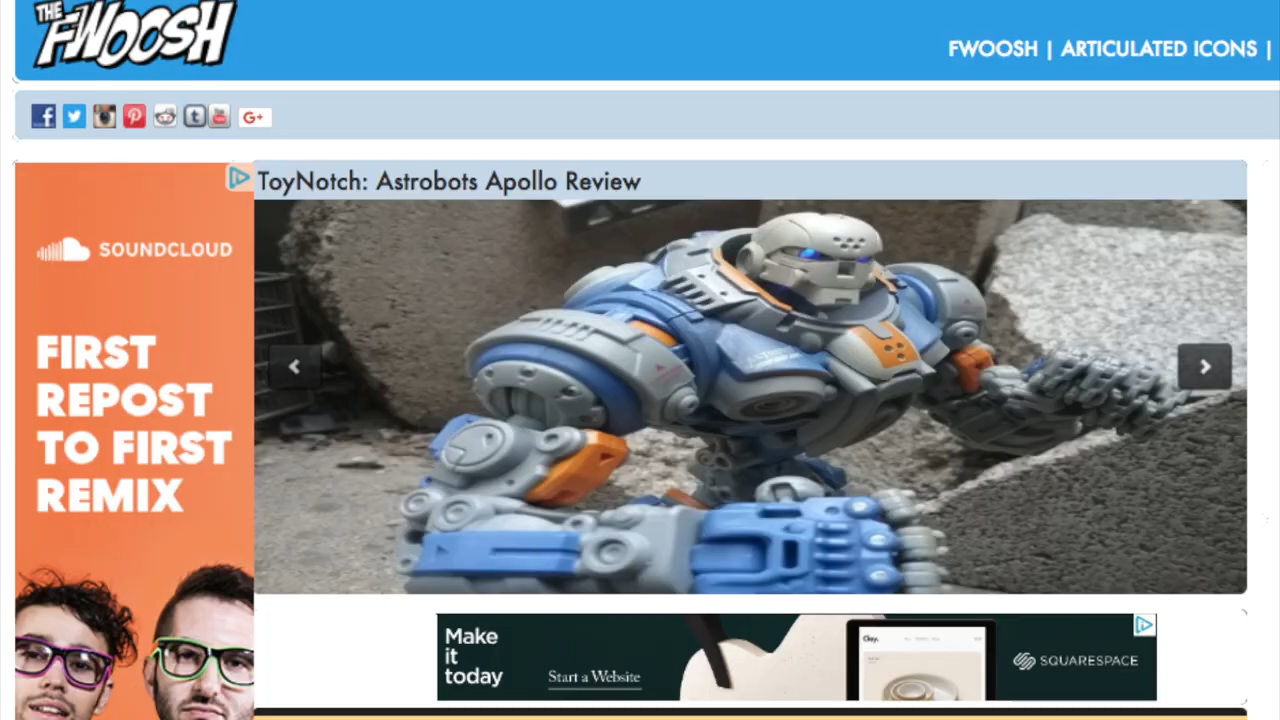 THE
FWOOSH
FWOOSH | ARTICULATED ICONS |
G+
ToyNotch: Astrobots Apollo Review
SOUNDCLOUD
FIRST
REPOST
TO FIRST
REMIX
Make
it
today
Start a Website
Clay.
SQUARESPACE